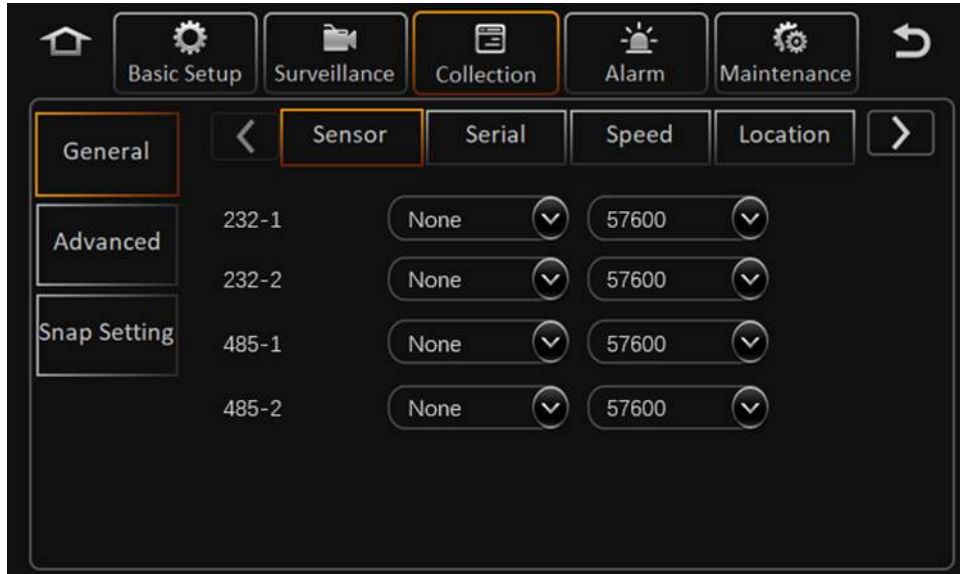 Basic Setup Surveillance Collection Alarm Maintenance
General
Advanced
Snap Setting
Sensor Serial Speed Location
232-1 None 57600
232-2 None 57600
485-1 None 57600
485-2 None 57600